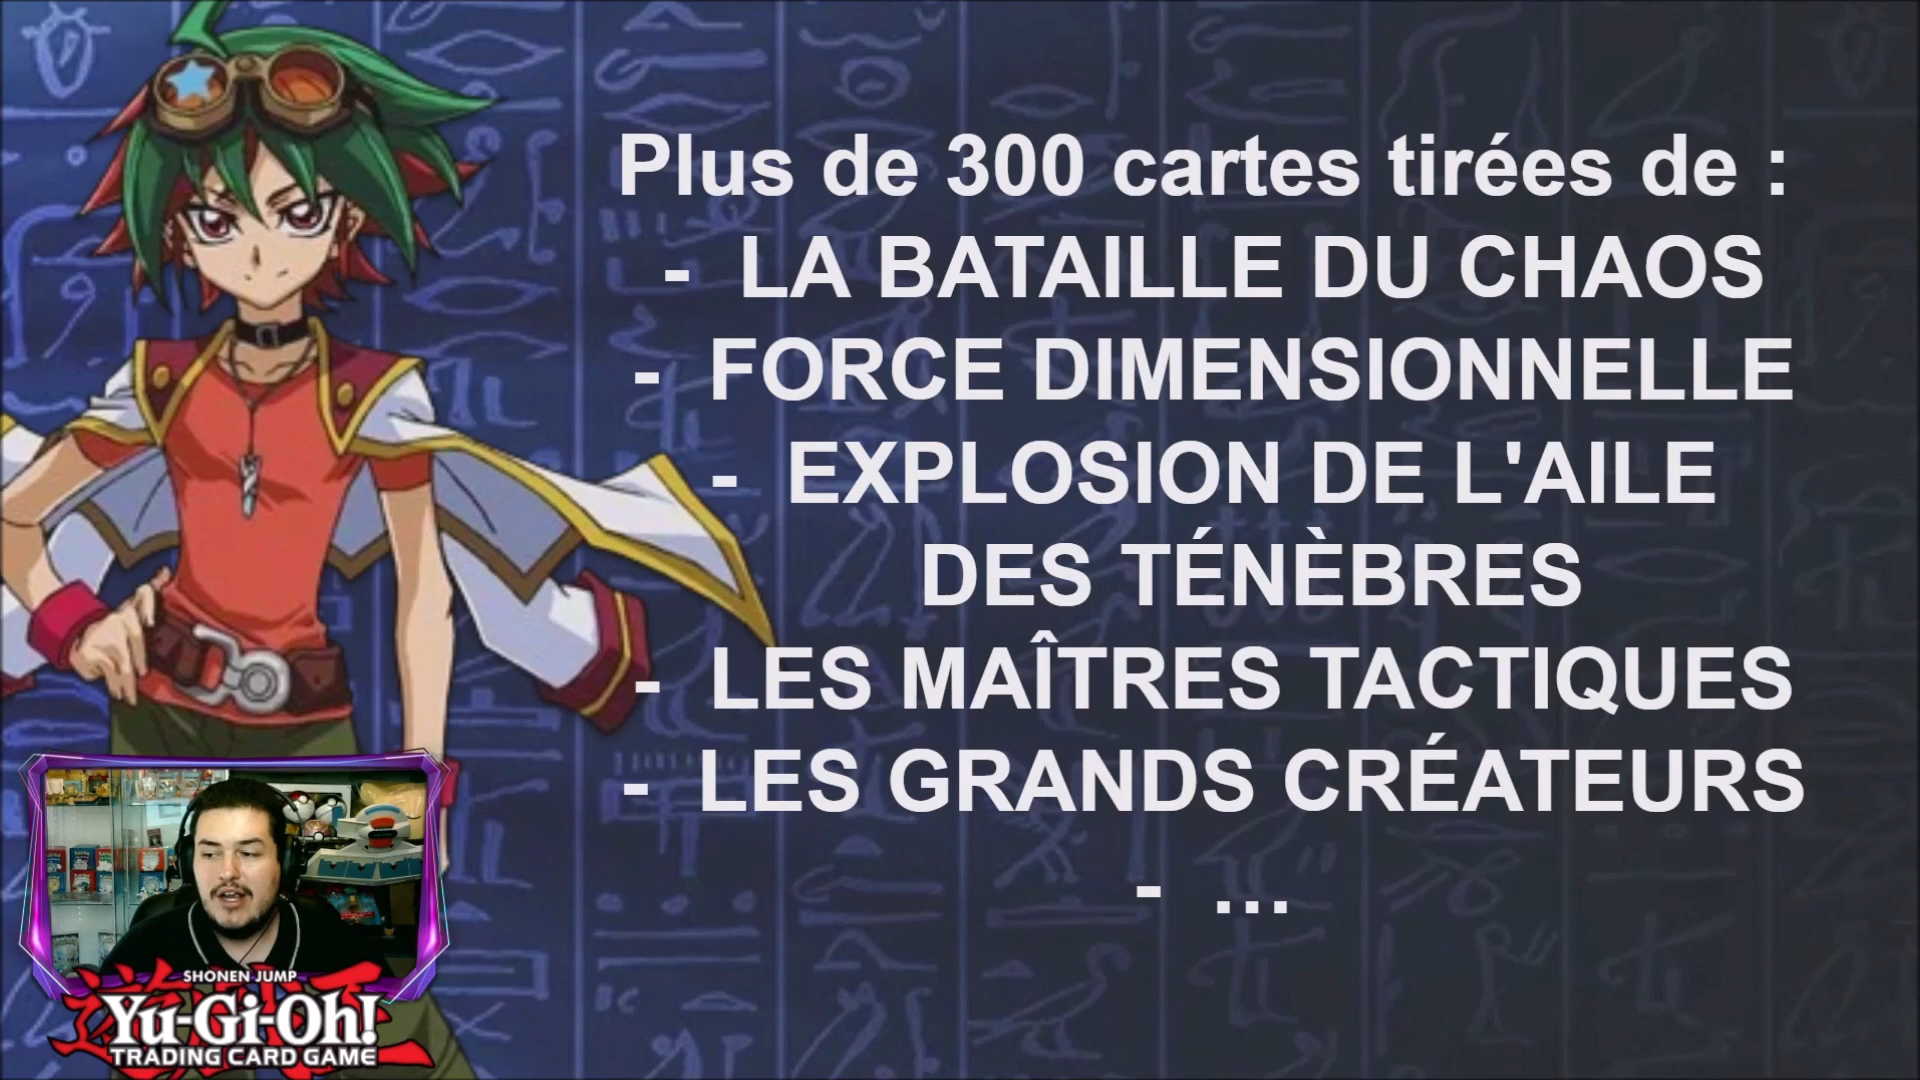 Plus de 300 cartes tirées de :
- LA BATAILLE DU CHAOS
- FORCE DIMENSIONNELLE
- EXPLOSION DE L'AILE
DES TÉNÈBRES
- LES MAÎTRES TACTIQUES
- LES GRANDS CRÉATEURS
- ...
SHONEN JUMP
Yu-Gi-Oh!
TRADING CARD GAME